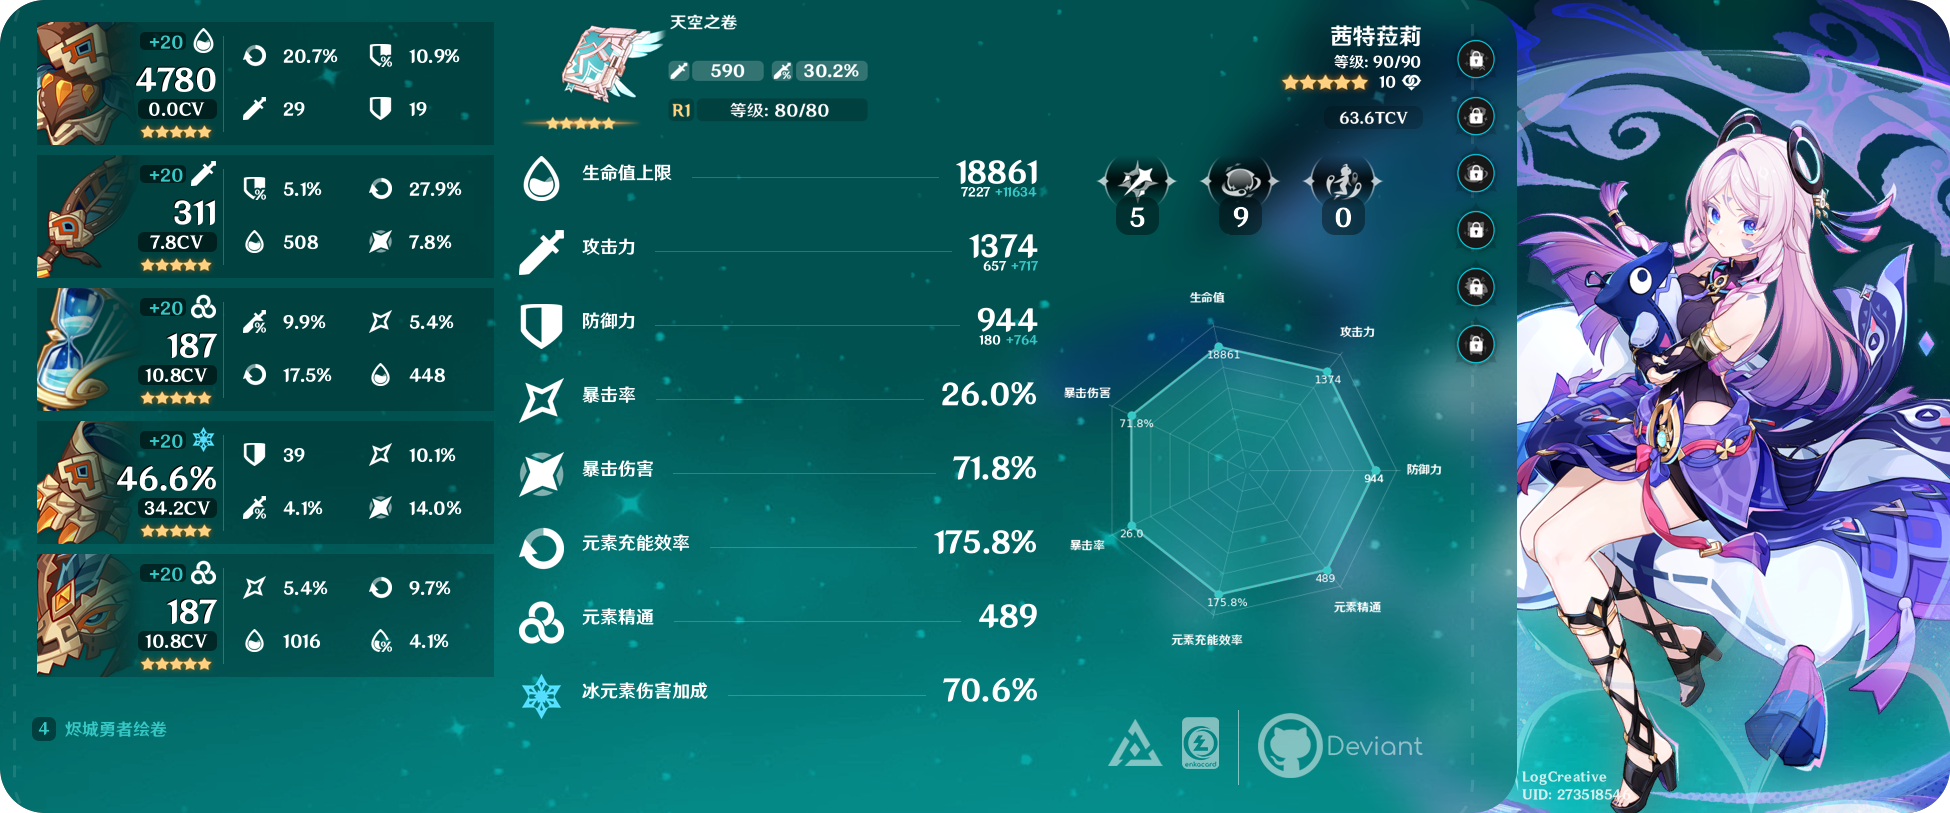 +20
4780
0.0CV
20.7%
10.9%
29
19
+20
311
7.8CV
5.1%
27.9%
508
7.8%
+20
187
10.8CV
9.9%
5.4%
17.5%
448
+20
46.6%
34.2CV
39
10.1%
4.1%
14.0%
+20
187
10.8CV
5.4%
9.7%
1016
4.1%
4 烬城勇者绘卷
天空之卷
590 30.2%
R1 等级: 80/80
生命值上限 18861
7227 +11634
攻击力 1374
657 +717
防御力 944
180 +764
暴击率 26.0%
暴击伤害 71.8%
元素充能效率 175.8%
元素精通 489
冰元素伤害加成 70.6%
茜特菈莉
等级: 90/90
10
63.6TCV
5 9 0
生命值
18861
攻击力
1374
暴击伤害
71.8%
防御力
944
暴击率
26.0
489
元素精通
175.8%
元素充能效率
enkacard
Deviant
LogCreative
UID: 27351854